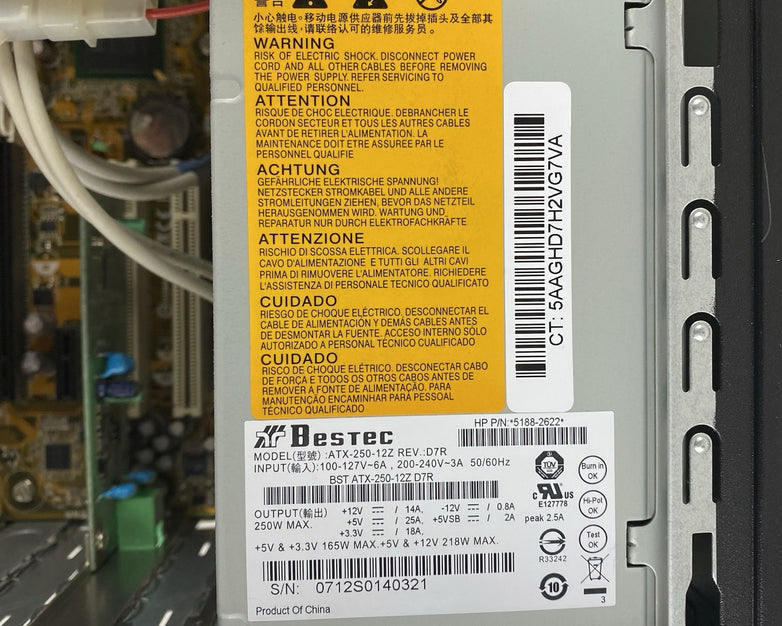 警告
小心触电。移动电源供应器前先拔掉插头及全部其
馀输出线，请联络认可的维修服务员。
WARNING
RISK OF ELECTRIC SHOCK. DISCONNECT POWER
CORD AND ALL OTHER CABLES BEFORE REMOVING
THE POWER SUPPLY. REFER SERVICING TO
QUALIFIED PERSONNEL.
ATTENTION
RISQUE DE CHOC ELECTRIQUE. DEBRANCHER LE
CORDON SECTEUR ET TOUS LES AUTRES CABLES
AVANT DE RETIRER L'ALIMENTATION. LA
MAINTENANCE DOIT ETRE ASSUREE PAR LE
PERSONNEL QUALIFIE
ACHTUNG
GEFÄHRLICHE ELEKTRISCHE SPANNUNG!
NETZSTECKER STROMKABEL UND ALLE ANDERE
STROMLEITUNGEN ZIEHEN, BEVOR DAS NETZTEIL
HERAUSGENOMMEN WIRD. WARTUNG UND
REPARATUR NUR DURCH ELEKTROFACHKRAFTE
ATTENZIONE
RISCHIO DI SCOSSA ELETTRICA. SCOLLEGARE IL
CAVO D'ALIMENTAZIONE E TUTTI GLI ALTRI CAVI
PRIMA DI RIMUOVERE L'ALIMENTATORE. RICHIEDERE
L'ASSISTENZA DI PERSONALE TECNICO QUALIFICATO
CUIDADO
RIESGO DE CHOQUE ELÉCTRICO. DESCONECTAR EL
CABLE DE ALIMENTACIÓN Y DEMÁS CABLES ANTES
DE DESMONTAR LA FUENTE. ACCESO INTERNO SÓLO
AUTORIZADO A PERSONAL TÉCNICO CUALIFICADO
CUIDADO
RISCO DE CHOQUE ELÉTRICO. DESCONECTAR CABO
DE FORÇA E TODOS OS OTROS CABOS ANTES DE
REMOVER A FONTE DE ALIMENTAÇÃO. PARA
MANUTENÇÃO ENCAMINHAR PARA PESSOAL
TÉCNICO QUALIFICADO
CT: 5AAGHD7H2VG7VA
BESTEC
HP P/N:*5188-2622*
MODEL(型號) :ATX-250-12Z REV.:D7R
INPUT(輸入):100-127V~6A , 200-240V~3A 50/60Hz
BST ATX-250-12Z D7R
OUTPUT(輸出) +12V / 14A, -12V / 0.8A
250W MAX. +5V / 25A, +5VSB / 2A peak 2.5A
+3.3V / 18A,
+5V & +3.3V 165W MAX.+5V & +12V 218W MAX.
S/N: 0712S0140321
Product Of China
TÜV
Burn in
OK
c RU US
E127778
Hi-Pot
OK
Test
OK
R33242
10
3